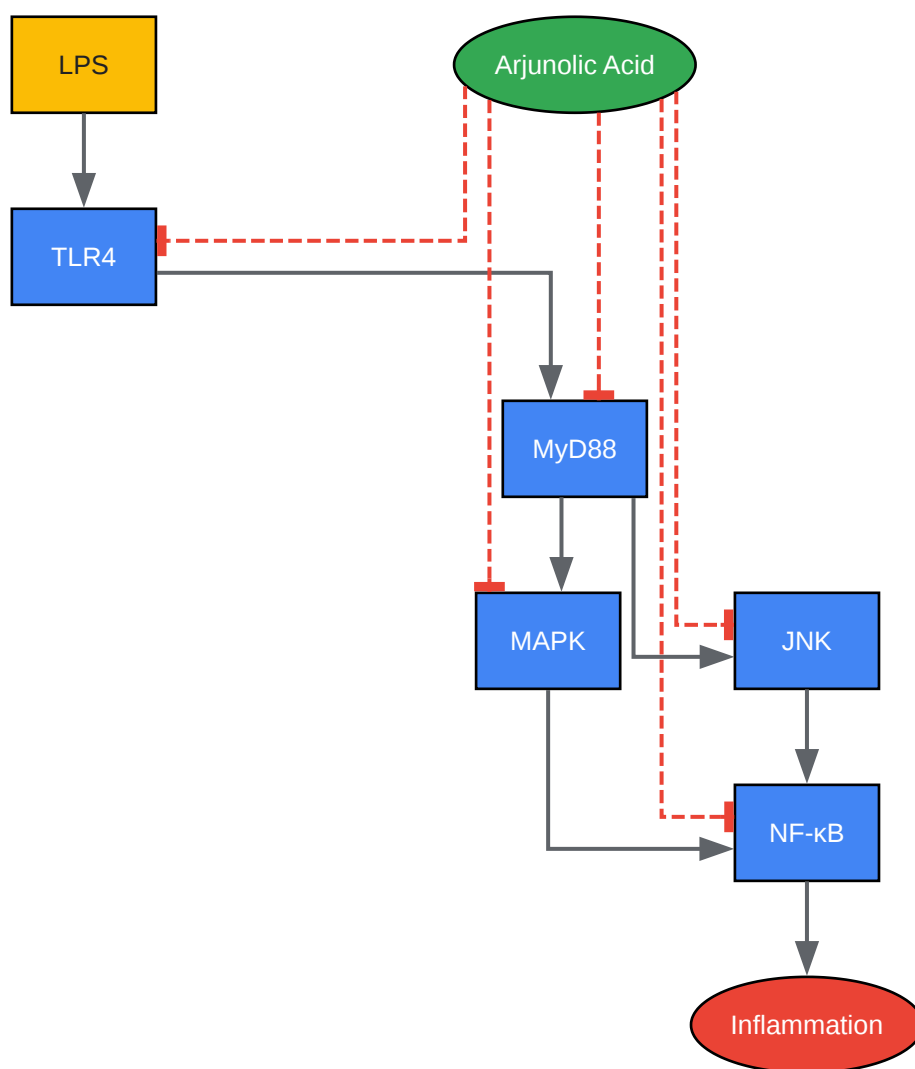 LPS
Arjunolic Acid
TLR4
MyD88
MAPK
JNK
NF-κB
Inflammation